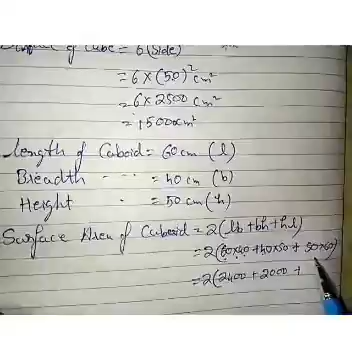 of Cube = 6 (Side)
= 6 × (50)² cm²
= 6 × 2500 cm²
= 15000cm²
Length of Cuboid = 60 cm (l)
Breadth " " = 40 cm (b)
Height " = 50 cm (h)
Surface Area of Cuboid = 2 (lb + bh + hl)
= 2(60×40 + 40×50 + 50×60)
= 2(2400 + 2000 +